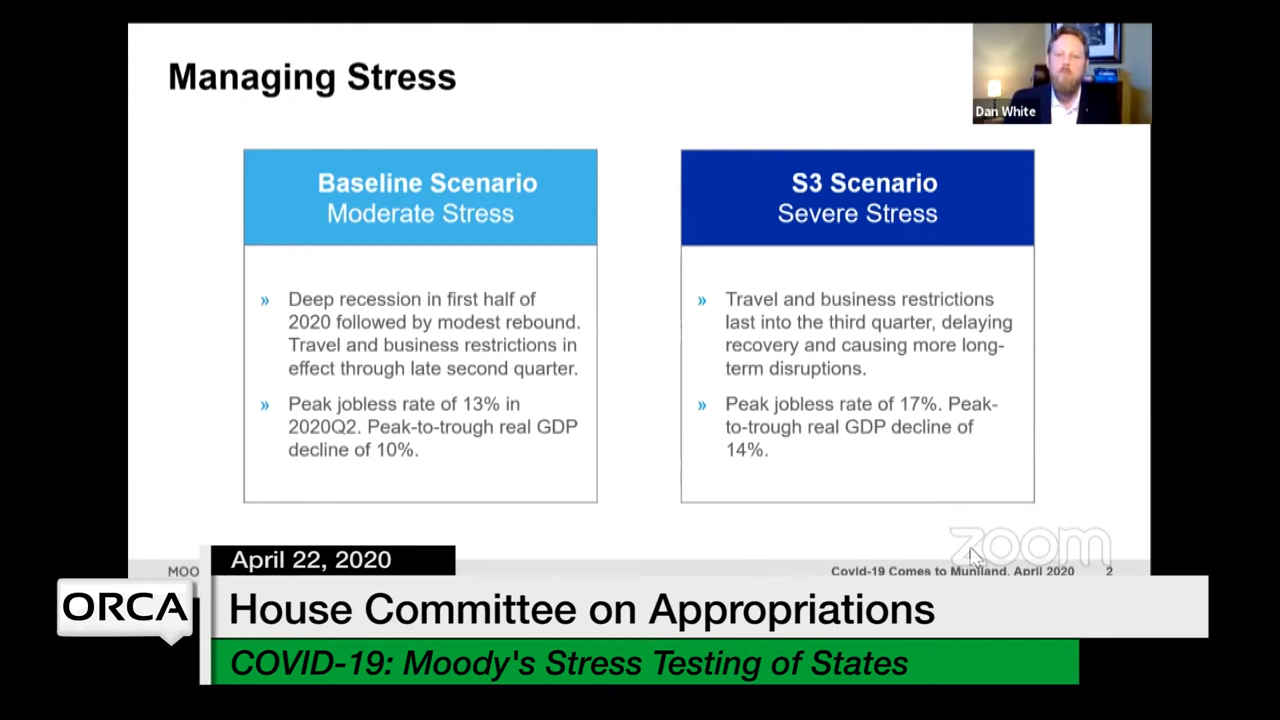 Managing Stress
Dan White
Baseline Scenario
Moderate Stress
» Deep recession in first half of
2020 followed by modest rebound.
Travel and business restrictions in
effect through late second quarter.
» Peak jobless rate of 13% in
2020Q2. Peak-to-trough real GDP
decline of 10%.
S3 Scenario
Severe Stress
» Travel and business restrictions
last into the third quarter, delaying
recovery and causing more long-
term disruptions.
» Peak jobless rate of 17%. Peak-
to-trough real GDP decline of
14%.
zoom
MOO
Covid-19 Comes to Muniland, April 2020 2
April 22, 2020
ORCA
House Committee on Appropriations
COVID-19: Moody's Stress Testing of States